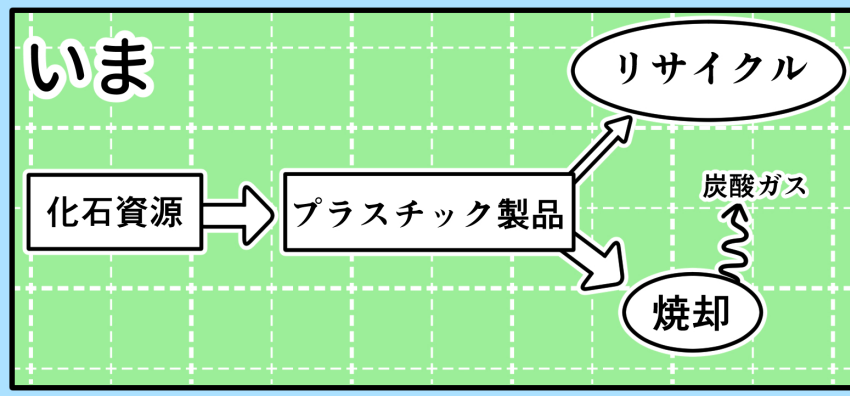 いま
リサイクル
炭酸ガス
化石資源
プラスチック製品
焼却